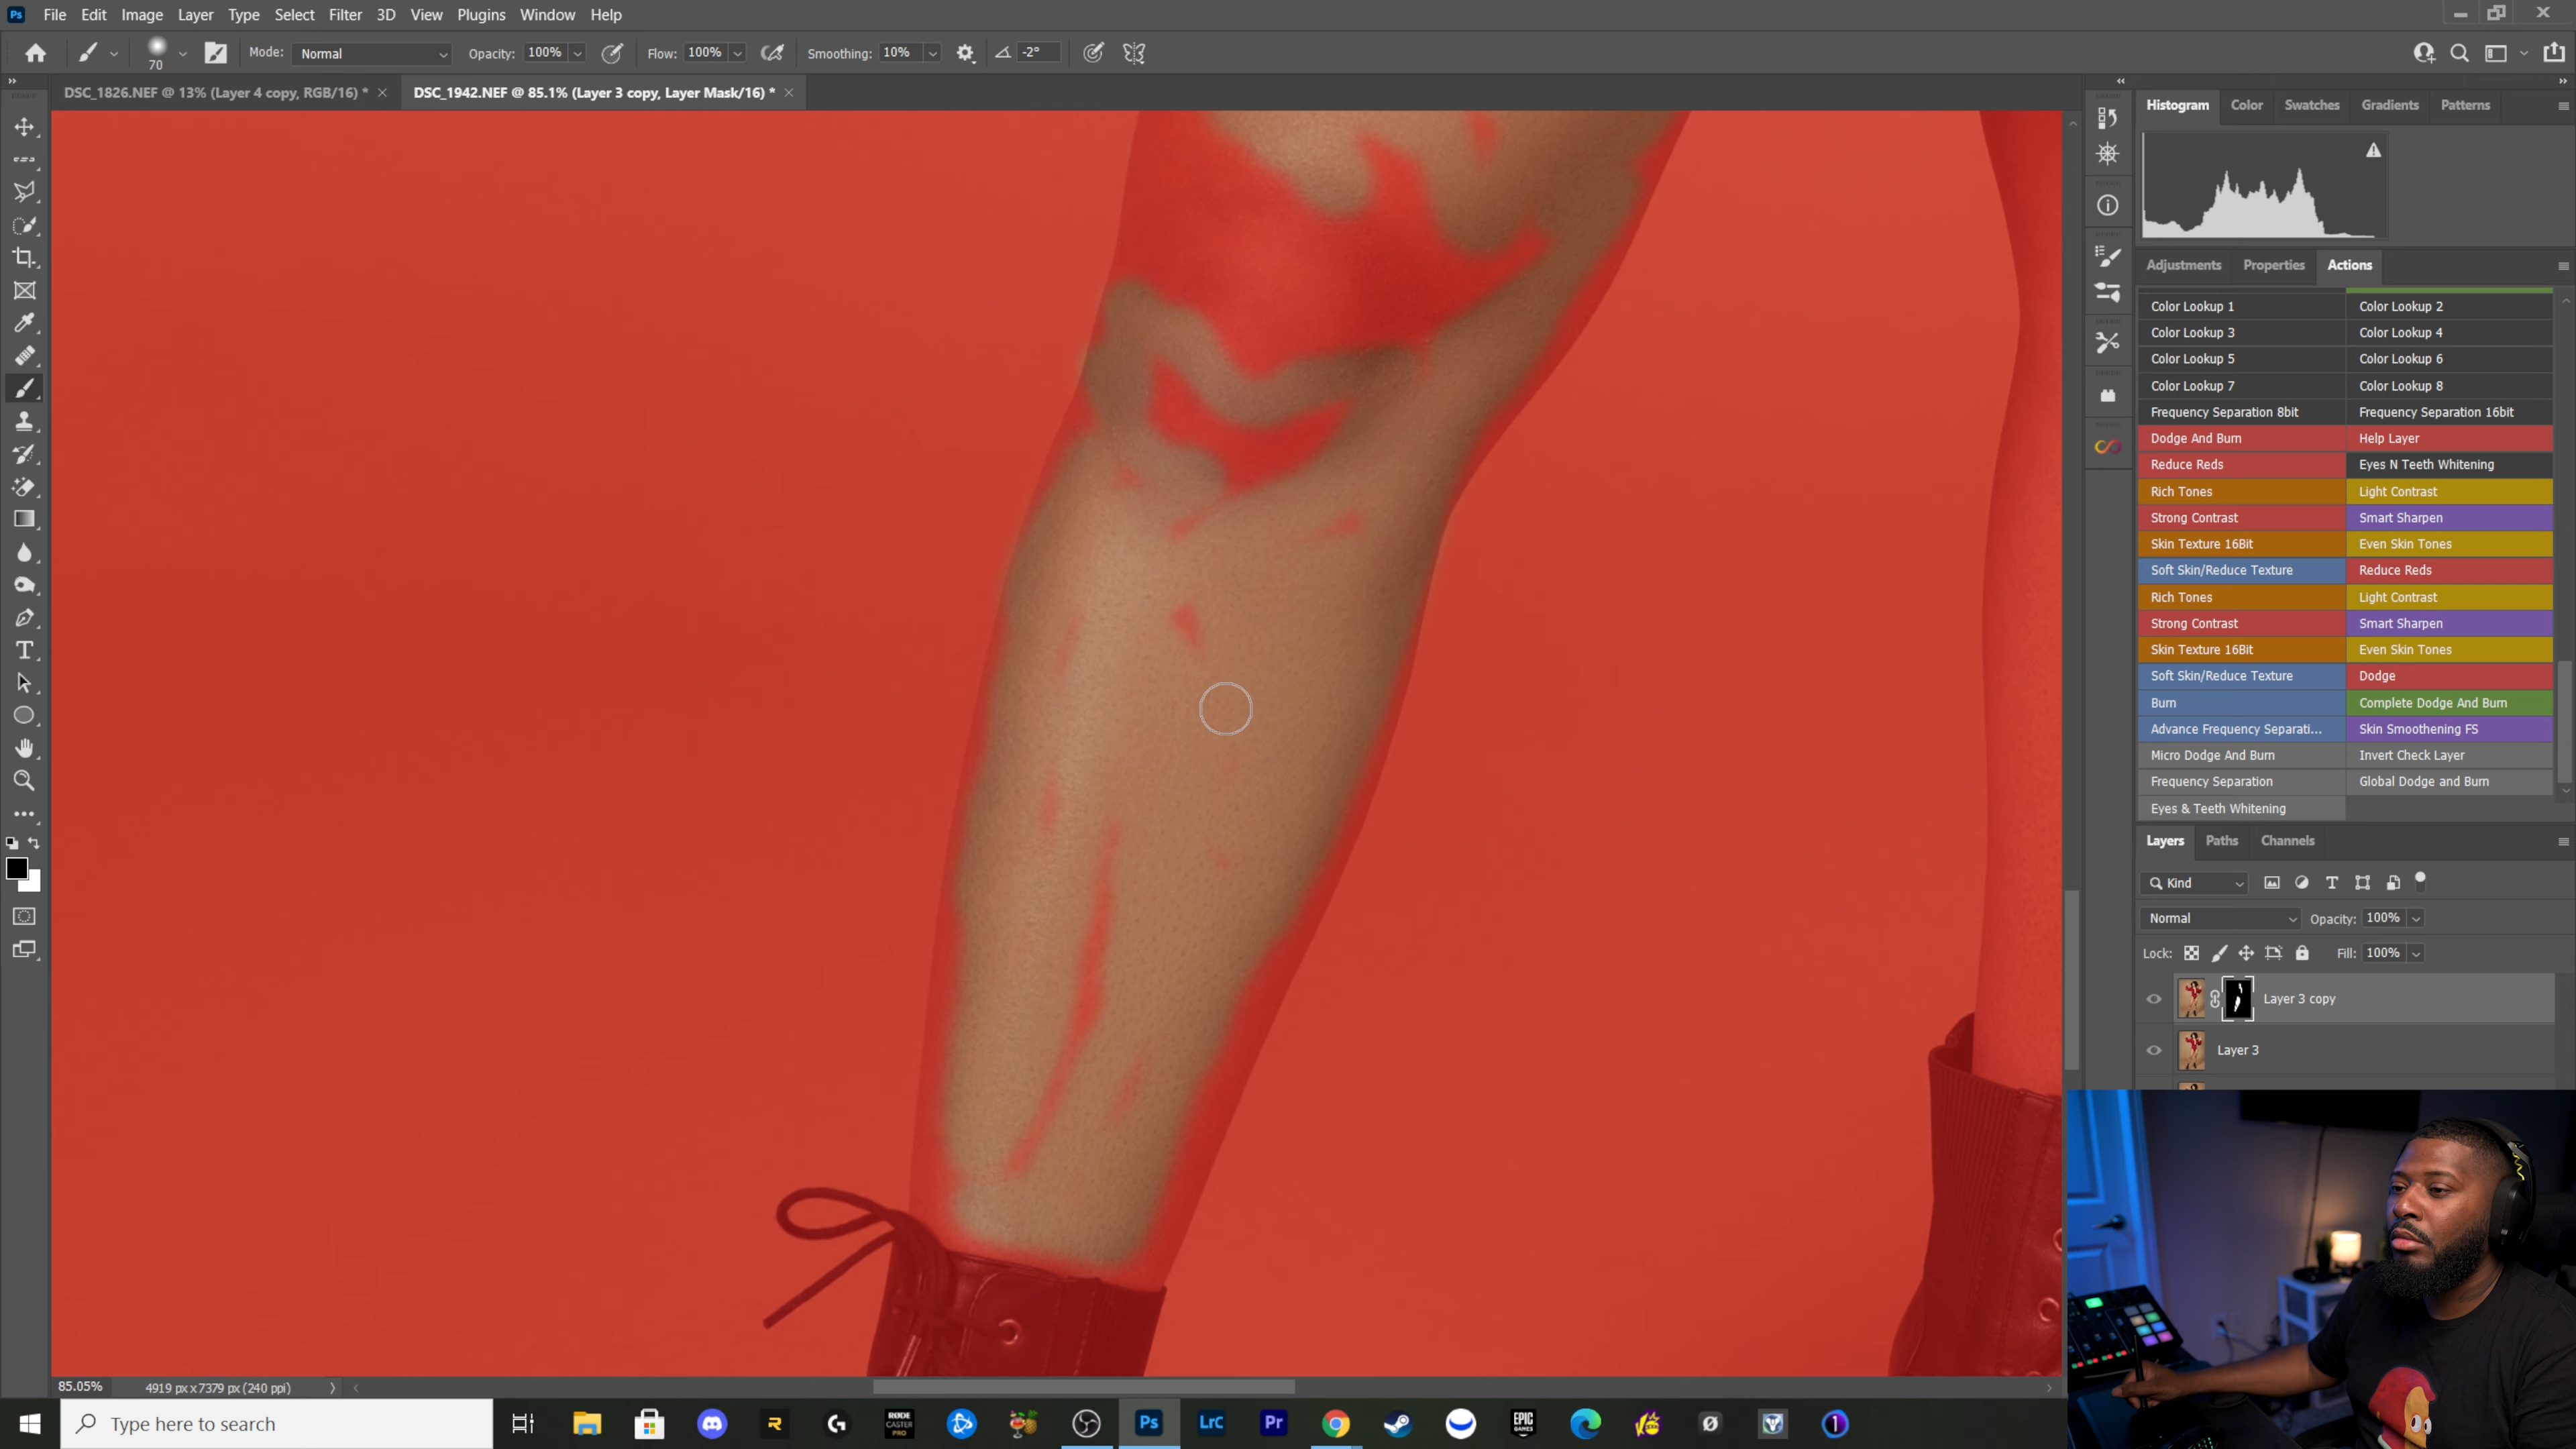 Ps File Edit Image Layer Type Select Filter 3D View Plugins Window Help
70 Mode: Normal Opacity: 100% Flow: 100% Smoothing: 10% -2°
DSC_1826.NEF @ 13% (Layer 4 copy, RGB/16) * × DSC_1942.NEF @ 85.1% (Layer 3 copy, Layer Mask/16) * ×
Histogram Color Swatches Gradients Patterns
Adjustments Properties Actions
Color Lookup 1 Color Lookup 2
Color Lookup 3 Color Lookup 4
Color Lookup 5 Color Lookup 6
Color Lookup 7 Color Lookup 8
Frequency Separation 8bit Frequency Separation 16bit
Dodge And Burn Help Layer
Reduce Reds Eyes N Teeth Whitening
Rich Tones Light Contrast
Strong Contrast Smart Sharpen
Skin Texture 16Bit Even Skin Tones
Soft Skin/Reduce Texture Reduce Reds
Rich Tones Light Contrast
Strong Contrast Smart Sharpen
Skin Texture 16Bit Even Skin Tones
Soft Skin/Reduce Texture Dodge
Burn Complete Dodge And Burn
Advance Frequency Separati... Skin Smoothening FS
Micro Dodge And Burn Invert Check Layer
Frequency Separation Global Dodge and Burn
Eyes & Teeth Whitening
Layers Paths Channels
Kind
Normal Opacity: 100%
Lock: Fill: 100%
Layer 3 copy
Layer 3
85.05% 4919 px x 7379 px (240 ppi)
Type here to search
RØDE CASTER PRO Ps LrC Pr EPIC GAMES